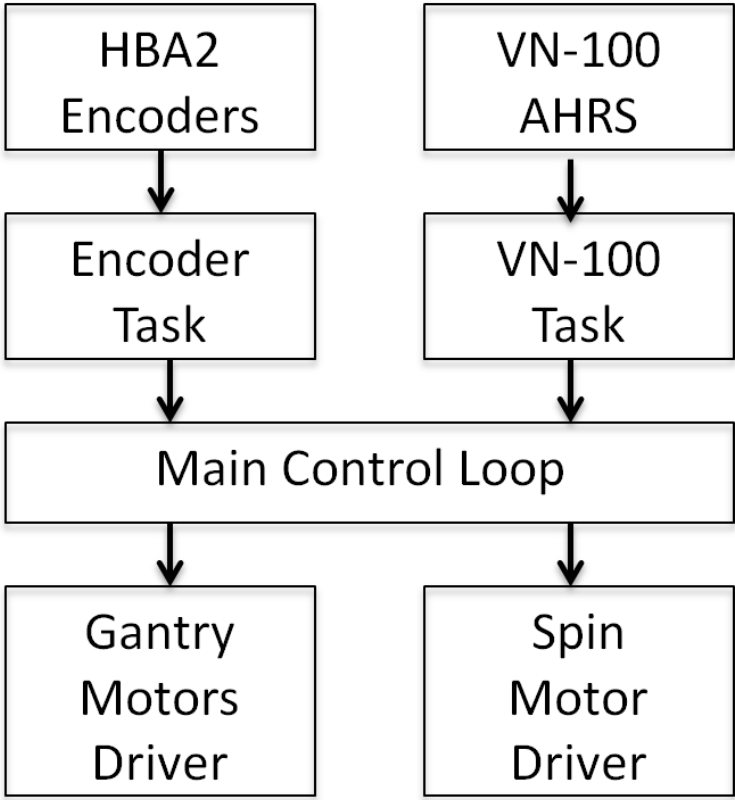 HBA2
Encoders
VN-100
AHRS
Encoder
Task
VN-100
Task
Main Control Loop
Gantry
Motors
Driver
Spin
Motor
Driver